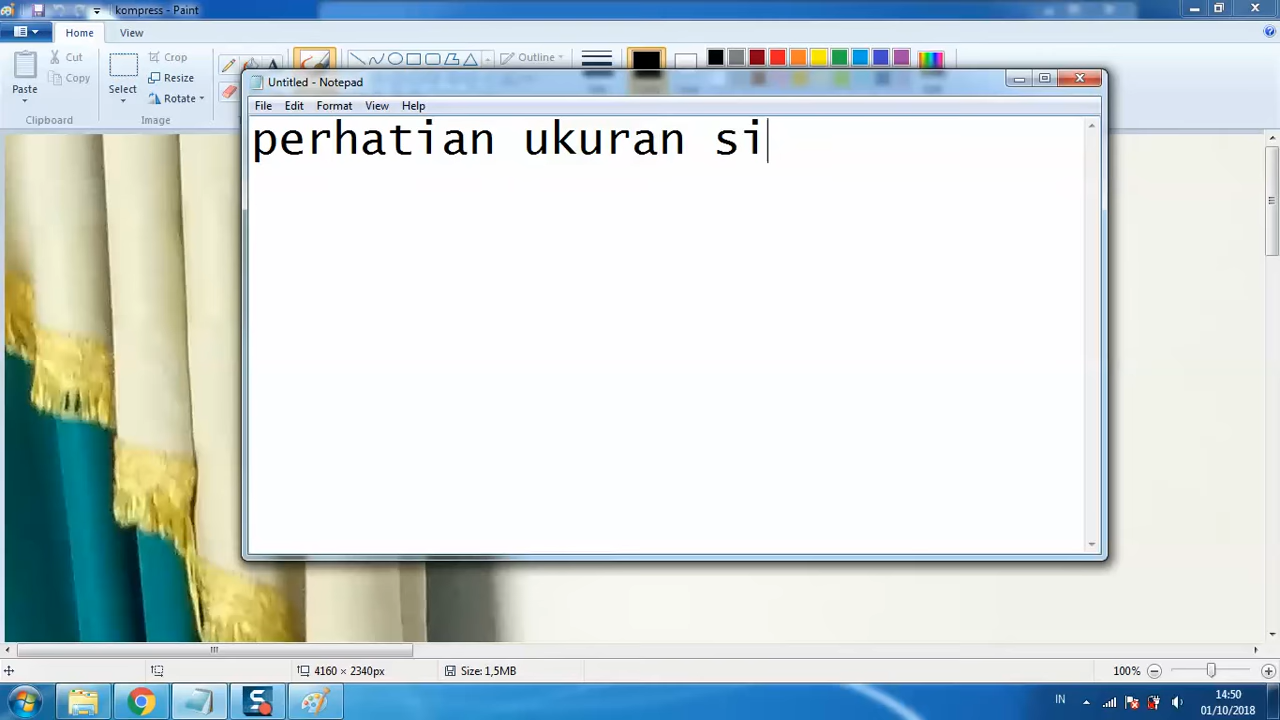 kompress - Paint
Home
View
Paste
Cut
Copy
Clipboard
Select
Crop
Resize
Rotate
Image
Outline
Untitled - Notepad
File Edit Format View Help
perhatian ukuran si
4160 × 2340px
Size: 1,5MB
100%
IN
14:50
01/10/2018